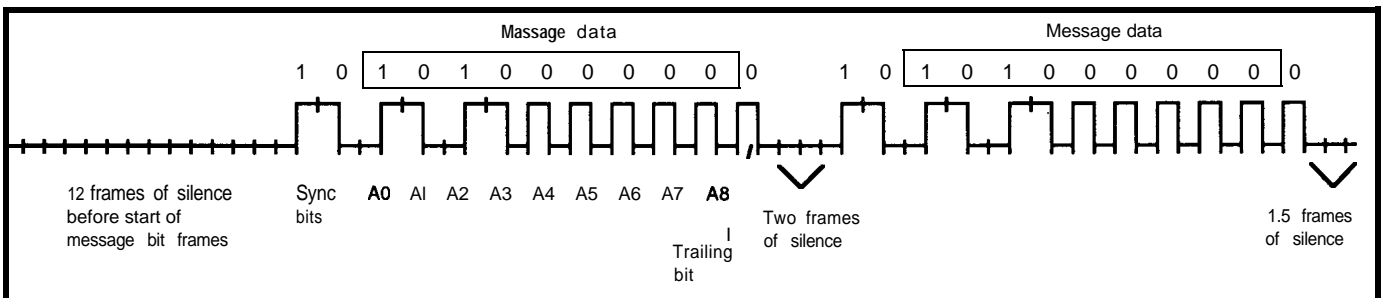 Massage data
Message data
1 0 1 0 1 0 0 0 0 0 0 0
1 0 1 0 1 0 0 0 0 0 0 0
12 frames of silence
before start of
message bit frames
Sync
bits
A0 AI A2 A3 A4 A5 A6 A7 A8
I
Trailing
bit
Two frames
of silence
1.5 frames
of silence